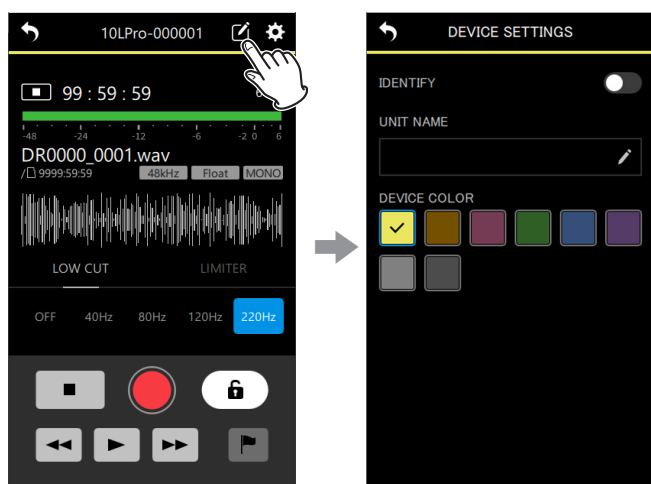 10LPro-000001
99 : 59 : 59
-48 -24 -12 -6 -2 0 6
DR0000_0001.wav
/ 9999:59:59 48kHz Float MONO
LOW CUT LIMITER
OFF 40Hz 80Hz 120Hz 220Hz
DEVICE SETTINGS
IDENTIFY
UNIT NAME
DEVICE COLOR